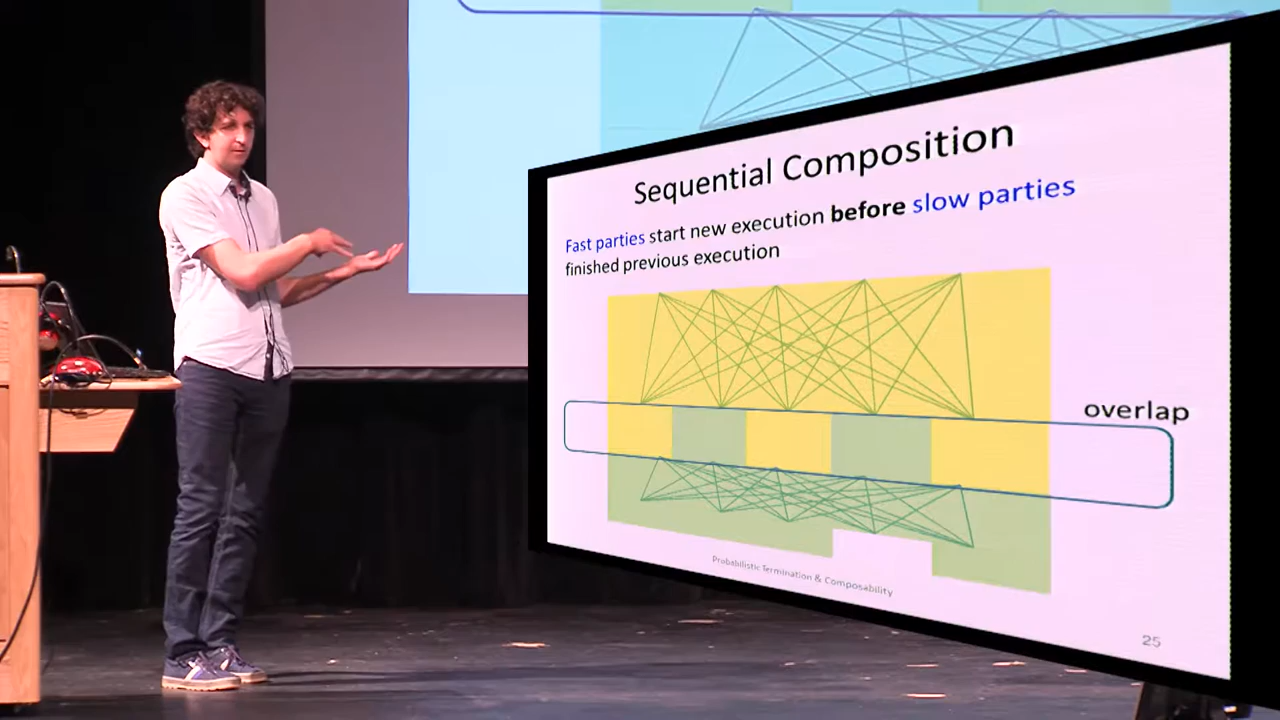 Sequential Composition
Fast parties start new execution before slow parties
finished previous execution
overlap
Probabilistic Termination & Composability
25